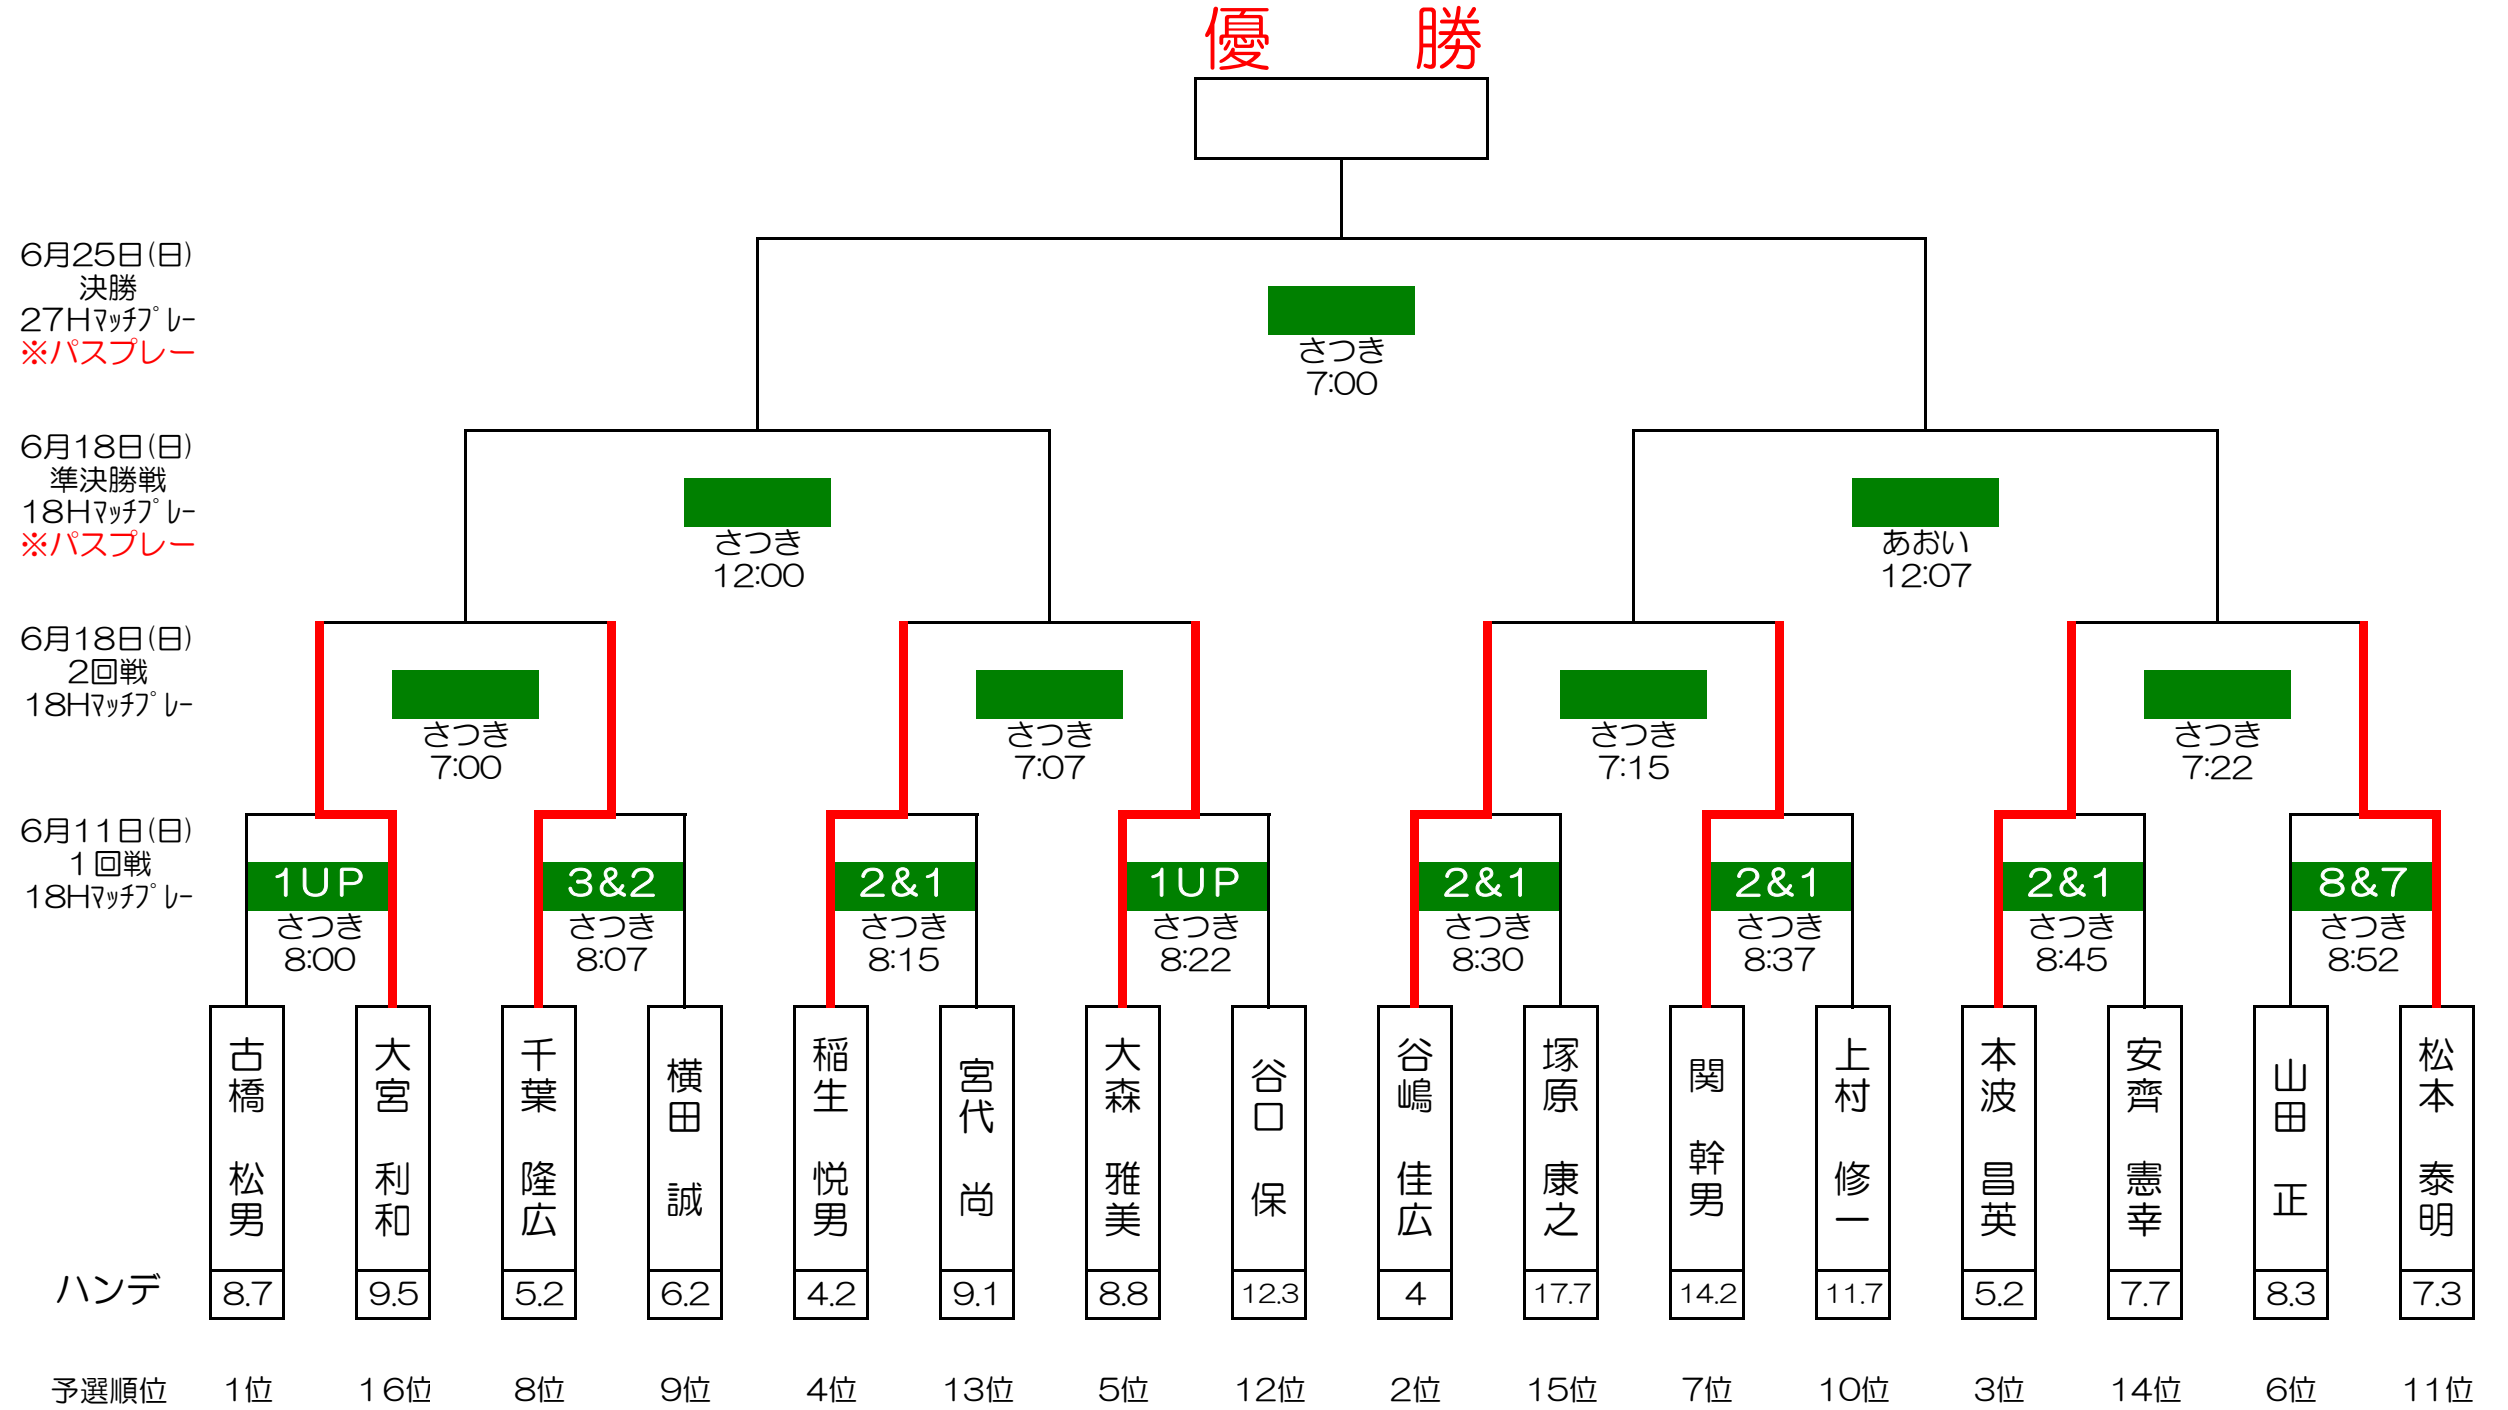 優　勝
6月25日(日)
決勝
27Hﾏｯﾁﾌﾟﾚｰ
※パスプレー
さつき
7:00
6月18日(日)
準決勝戦
18Hﾏｯﾁﾌﾟﾚｰ
※パスプレー
さつき
12:00
あおい
12:07
6月18日(日)
2回戦
18Hﾏｯﾁﾌﾟﾚｰ
さつき
7:00
さつき
7:07
さつき
7:15
さつき
7:22
6月11日(日)
1回戦
18Hﾏｯﾁﾌﾟﾚｰ
1UP
さつき
8:00
3&2
さつき
8:07
2&1
さつき
8:15
1UP
さつき
8:22
2&1
さつき
8:30
2&1
さつき
8:37
2&1
さつき
8:45
8&7
さつき
8:52
古橋　松男
大宮　利和
千葉　隆広
横田　誠
稲生　悦男
宮代　尚
大森　雅美
谷口　保
谷嶋　佳広
塚原　康之
関　幹男
上村　修一
本波　昌英
安齊　憲幸
山田　正
松本　泰明
ハンデ 8.7 9.5 5.2 6.2 4.2 9.1 8.8 12.3 4 17.7 14.2 11.7 5.2 7.7 8.3 7.3
予選順位 1位 16位 8位 9位 4位 13位 5位 12位 2位 15位 7位 10位 3位 14位 6位 11位